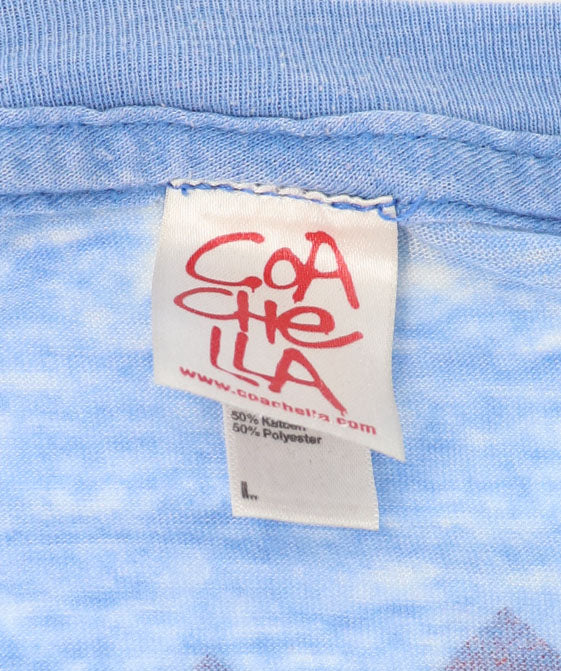 COA
CHE
LLA
www.coachella.com
50% Katoen
50% Polyester
L